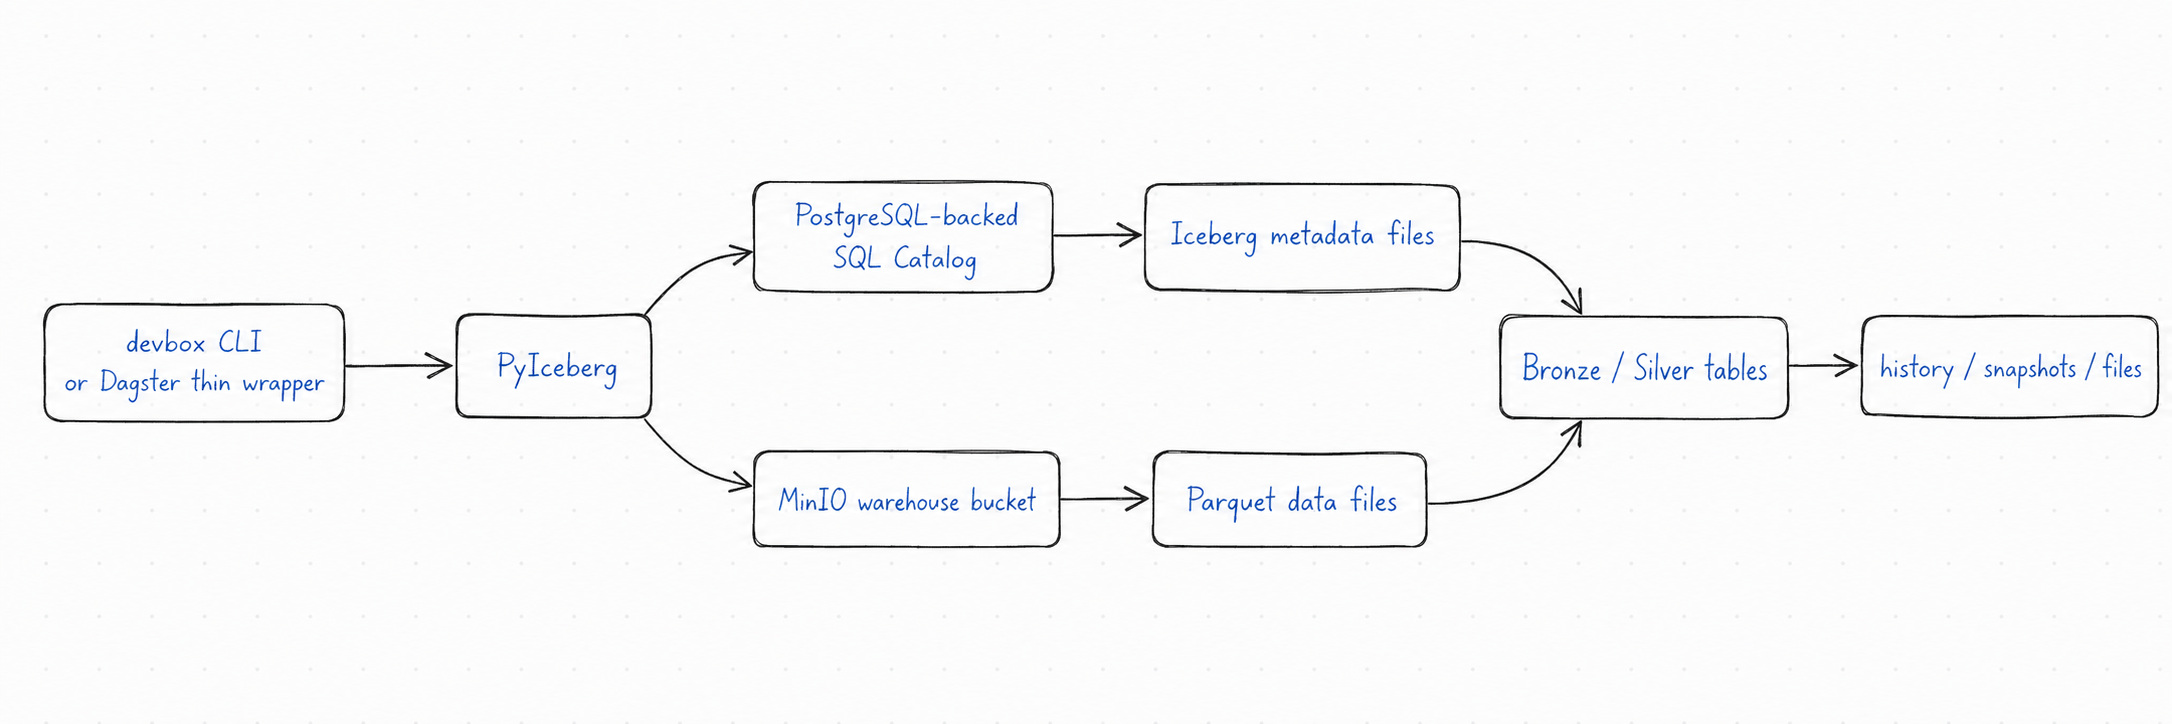 devbox CLI
or Dagster thin wrapper
PyIceberg
PostgreSQL-backed
SQL Catalog
Iceberg metadata files
MinIO warehouse bucket
Parquet data files
Bronze / Silver tables
history / snapshots / files